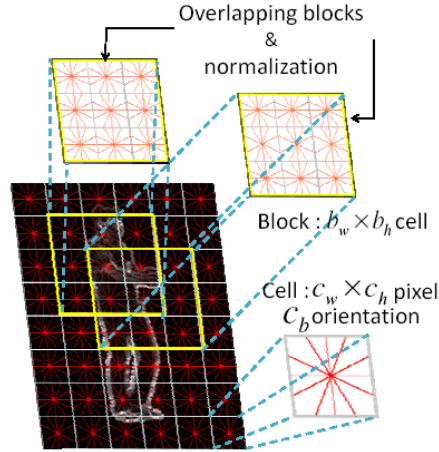 Overlapping blocks
&
normalization
Block : b_w × b_h cell
Cell : c_w × c_h pixel
c_b orientation